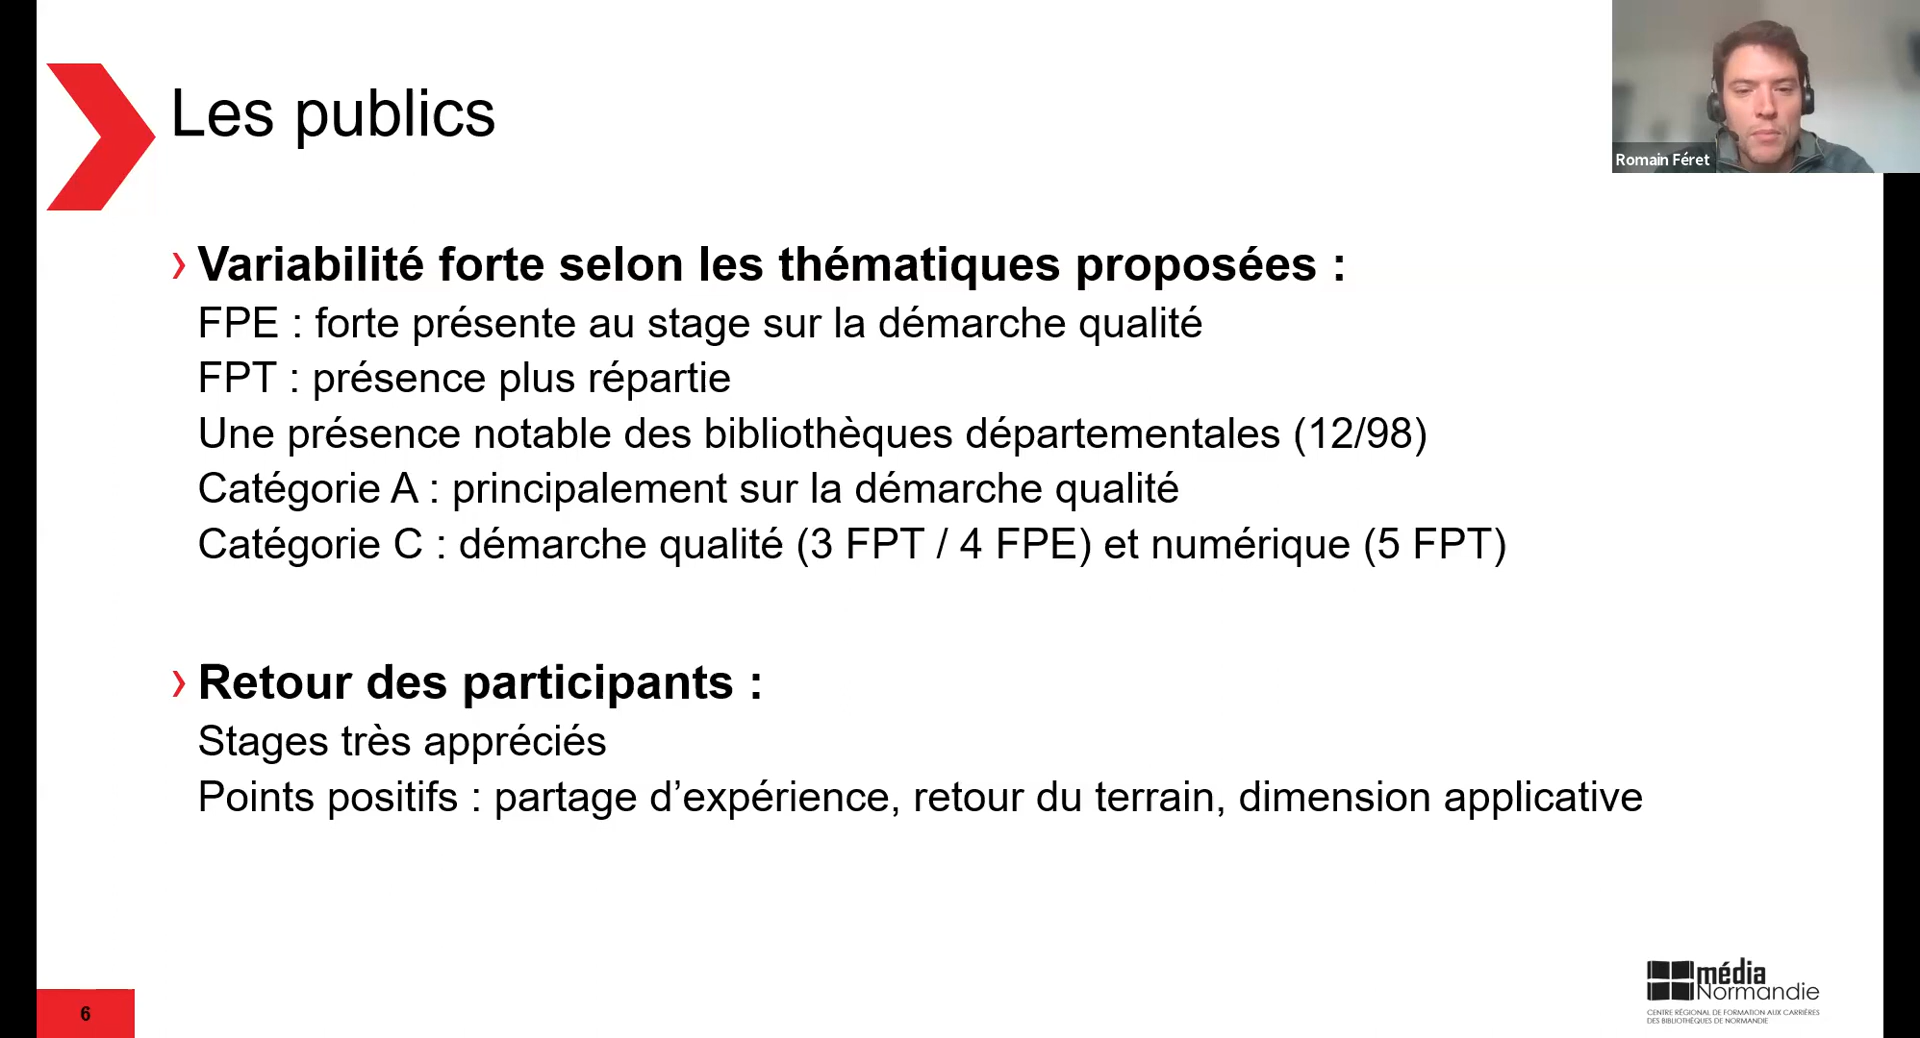 Les publics
Romain Féret
› Variabilité forte selon les thématiques proposées :
FPE : forte présente au stage sur la démarche qualité
FPT : présence plus répartie
Une présence notable des bibliothèques départementales (12/98)
Catégorie A : principalement sur la démarche qualité
Catégorie C : démarche qualité (3 FPT / 4 FPE) et numérique (5 FPT)
› Retour des participants :
Stages très appréciés
Points positifs : partage d’expérience, retour du terrain, dimension applicative
6
média
Normandie
CENTRE RÉGIONAL DE FORMATION AUX CARRIÈRES
DES BIBLIOTHÈQUES DE NORMANDIE